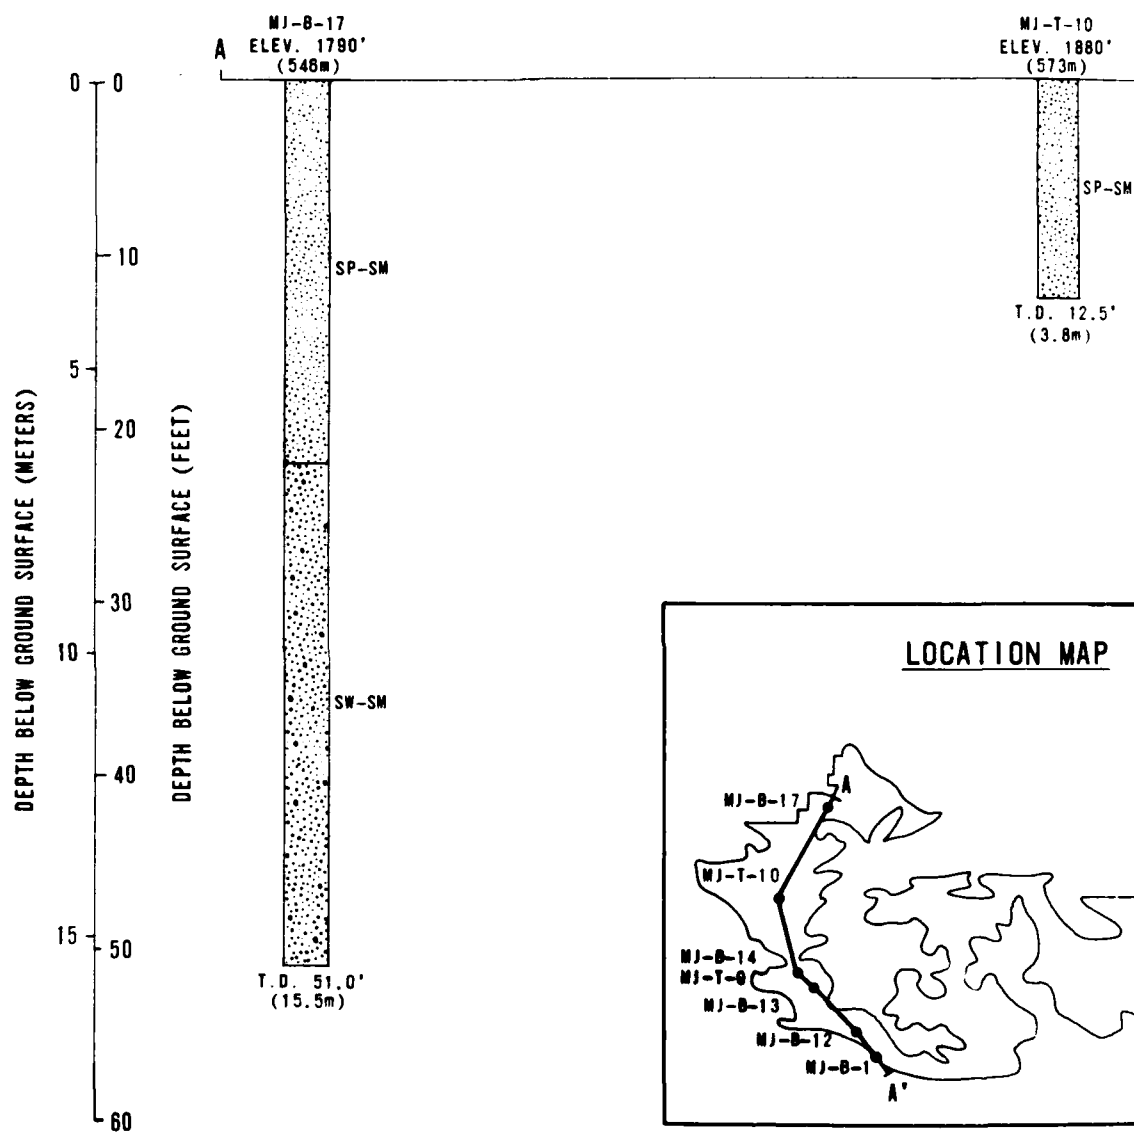 MJ-B-17
A ELEV. 1790'
(546m)
MJ-T-10
ELEV. 1880'
(573m)
0 0
10
5
20
30
10
40
15
50
60
DEPTH BELOW GROUND SURFACE (METERS)
DEPTH BELOW GROUND SURFACE (FEET)
SP-SM
SW-SM
T.D. 51.0'
(15.5m)
SP-SM
T.D. 12.5'
(3.8m)
LOCATION MAP
A
MJ-B-17
MJ-T-10
MJ-B-14
MJ-T-9
MJ-B-13
MJ-B-12
MJ-B-1
A'